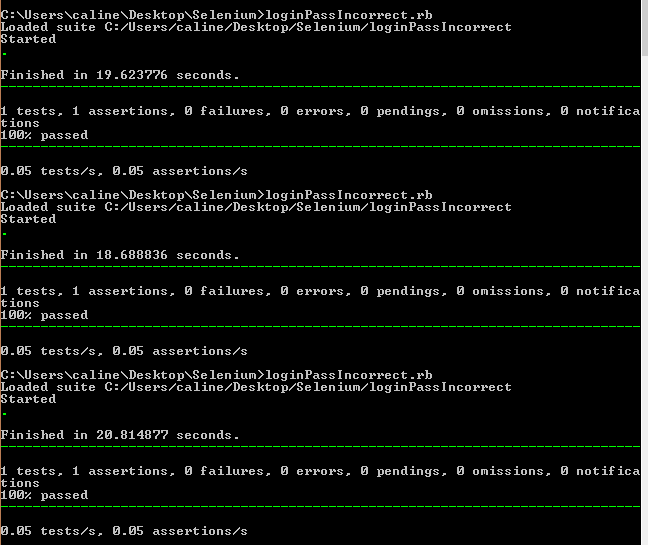 C:\Users\caline\Desktop\Selenium>loginPassIncorrect.rb
Loaded suite C:/Users/caline/Desktop/Selenium/loginPassIncorrect
Started
.
Finished in 19.623776 seconds.
--------------------------------------------------------------------------------
1 tests, 1 assertions, 0 failures, 0 errors, 0 pendings, 0 omissions, 0 notifica
tions
100% passed
--------------------------------------------------------------------------------
0.05 tests/s, 0.05 assertions/s
C:\Users\caline\Desktop\Selenium>loginPassIncorrect.rb
Loaded suite C:/Users/caline/Desktop/Selenium/loginPassIncorrect
Started
.
Finished in 18.688836 seconds.
--------------------------------------------------------------------------------
1 tests, 1 assertions, 0 failures, 0 errors, 0 pendings, 0 omissions, 0 notifica
tions
100% passed
--------------------------------------------------------------------------------
0.05 tests/s, 0.05 assertions/s
C:\Users\caline\Desktop\Selenium>loginPassIncorrect.rb
Loaded suite C:/Users/caline/Desktop/Selenium/loginPassIncorrect
Started
.
Finished in 20.814877 seconds.
--------------------------------------------------------------------------------
1 tests, 1 assertions, 0 failures, 0 errors, 0 pendings, 0 omissions, 0 notifica
tions
100% passed
--------------------------------------------------------------------------------
0.05 tests/s, 0.05 assertions/s